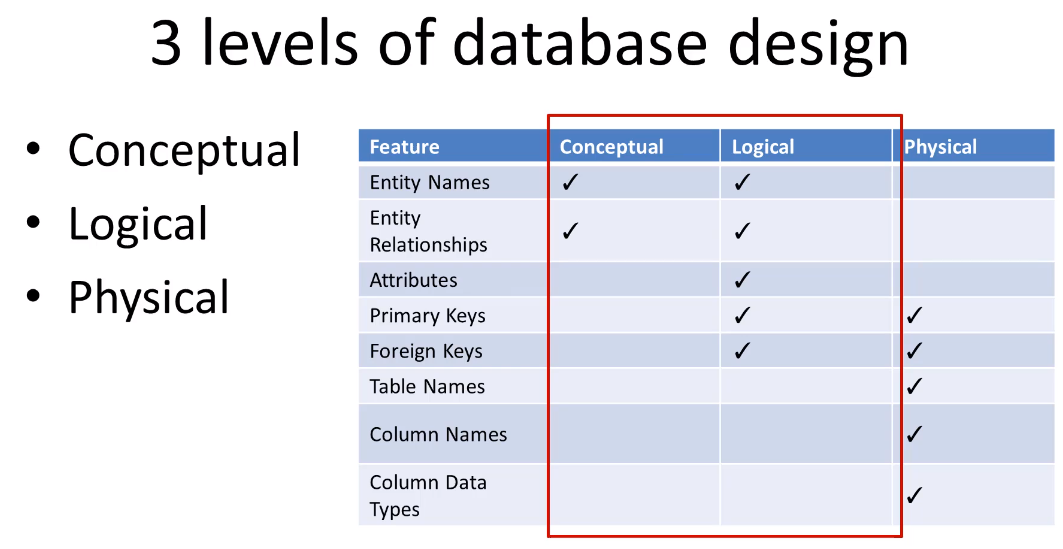 3 levels of database design
• Conceptual
• Logical
• Physical
Feature Conceptual Logical Physical
Entity Names ✓ ✓
Entity
Relationships ✓ ✓
Attributes ✓
Primary Keys ✓ ✓
Foreign Keys ✓ ✓
Table Names ✓
Column Names ✓
Column Data
Types ✓